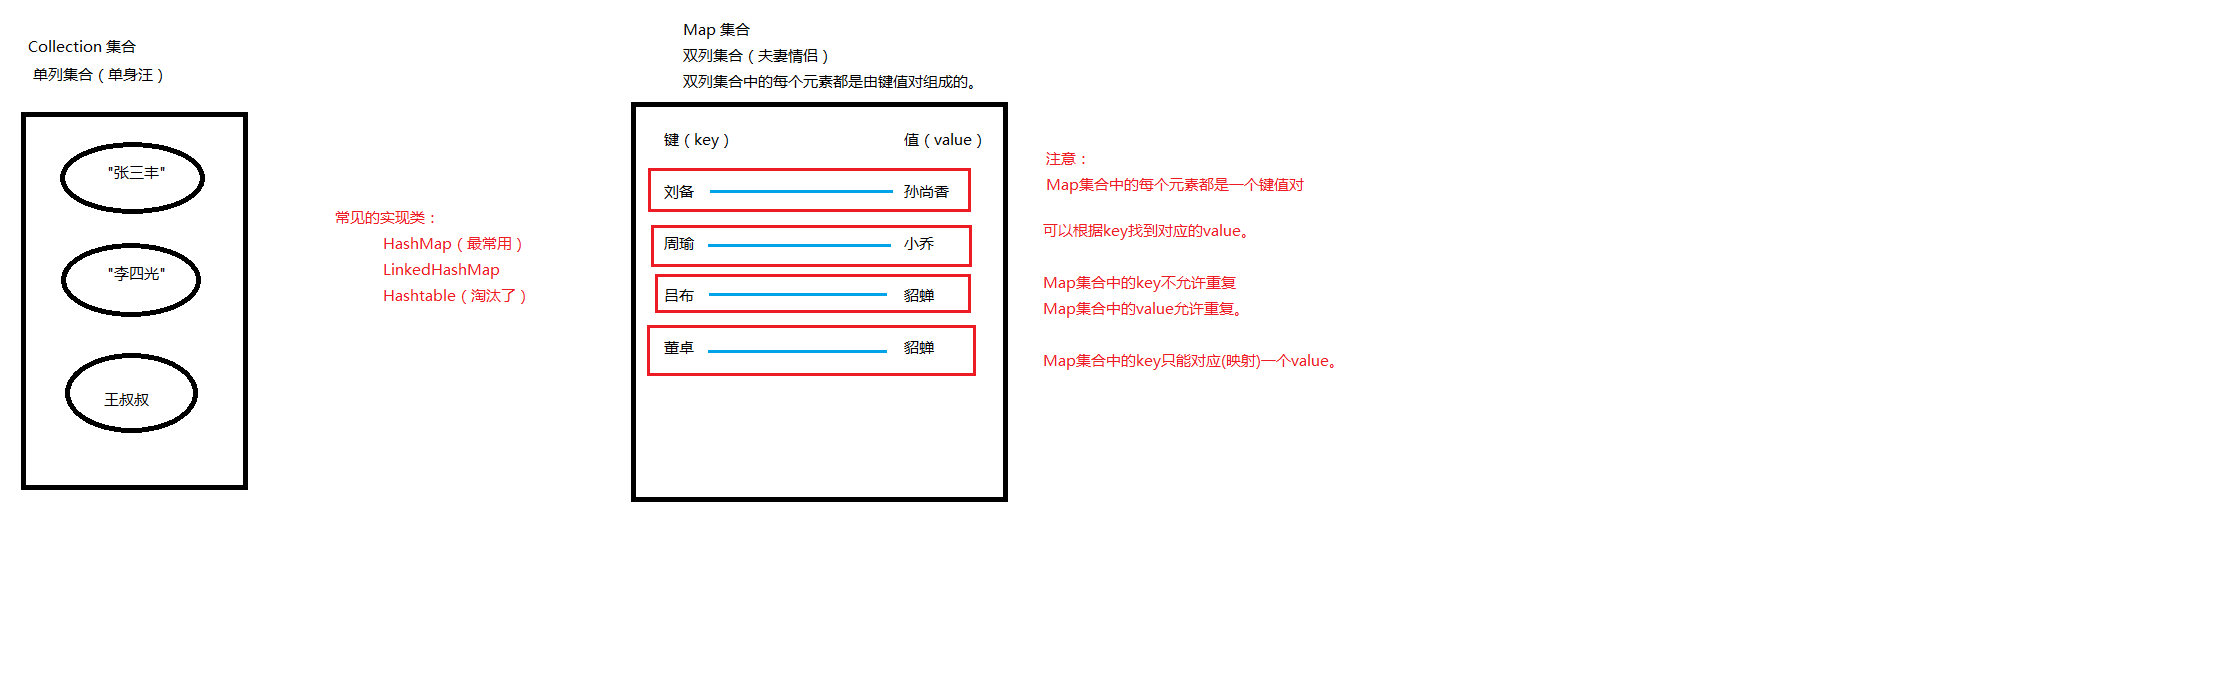 Collection 集合
单列集合（单身汪）
"张三丰"
"李四光"
王叔叔
常见的实现类：
HashMap（最常用）
LinkedHashMap
Hashtable（淘汰了）
Map 集合
双列集合（夫妻情侣）
双列集合中的每个元素都是由键值对组成的。
键（key） 值（value）
刘备 孙尚香
周瑜 小乔
吕布 貂蝉
董卓 貂蝉
注意：
Map集合中的每个元素都是一个键值对
可以根据key找到对应的value。
Map集合中的key不允许重复
Map集合中的value允许重复。
Map集合中的key只能对应(映射)一个value。